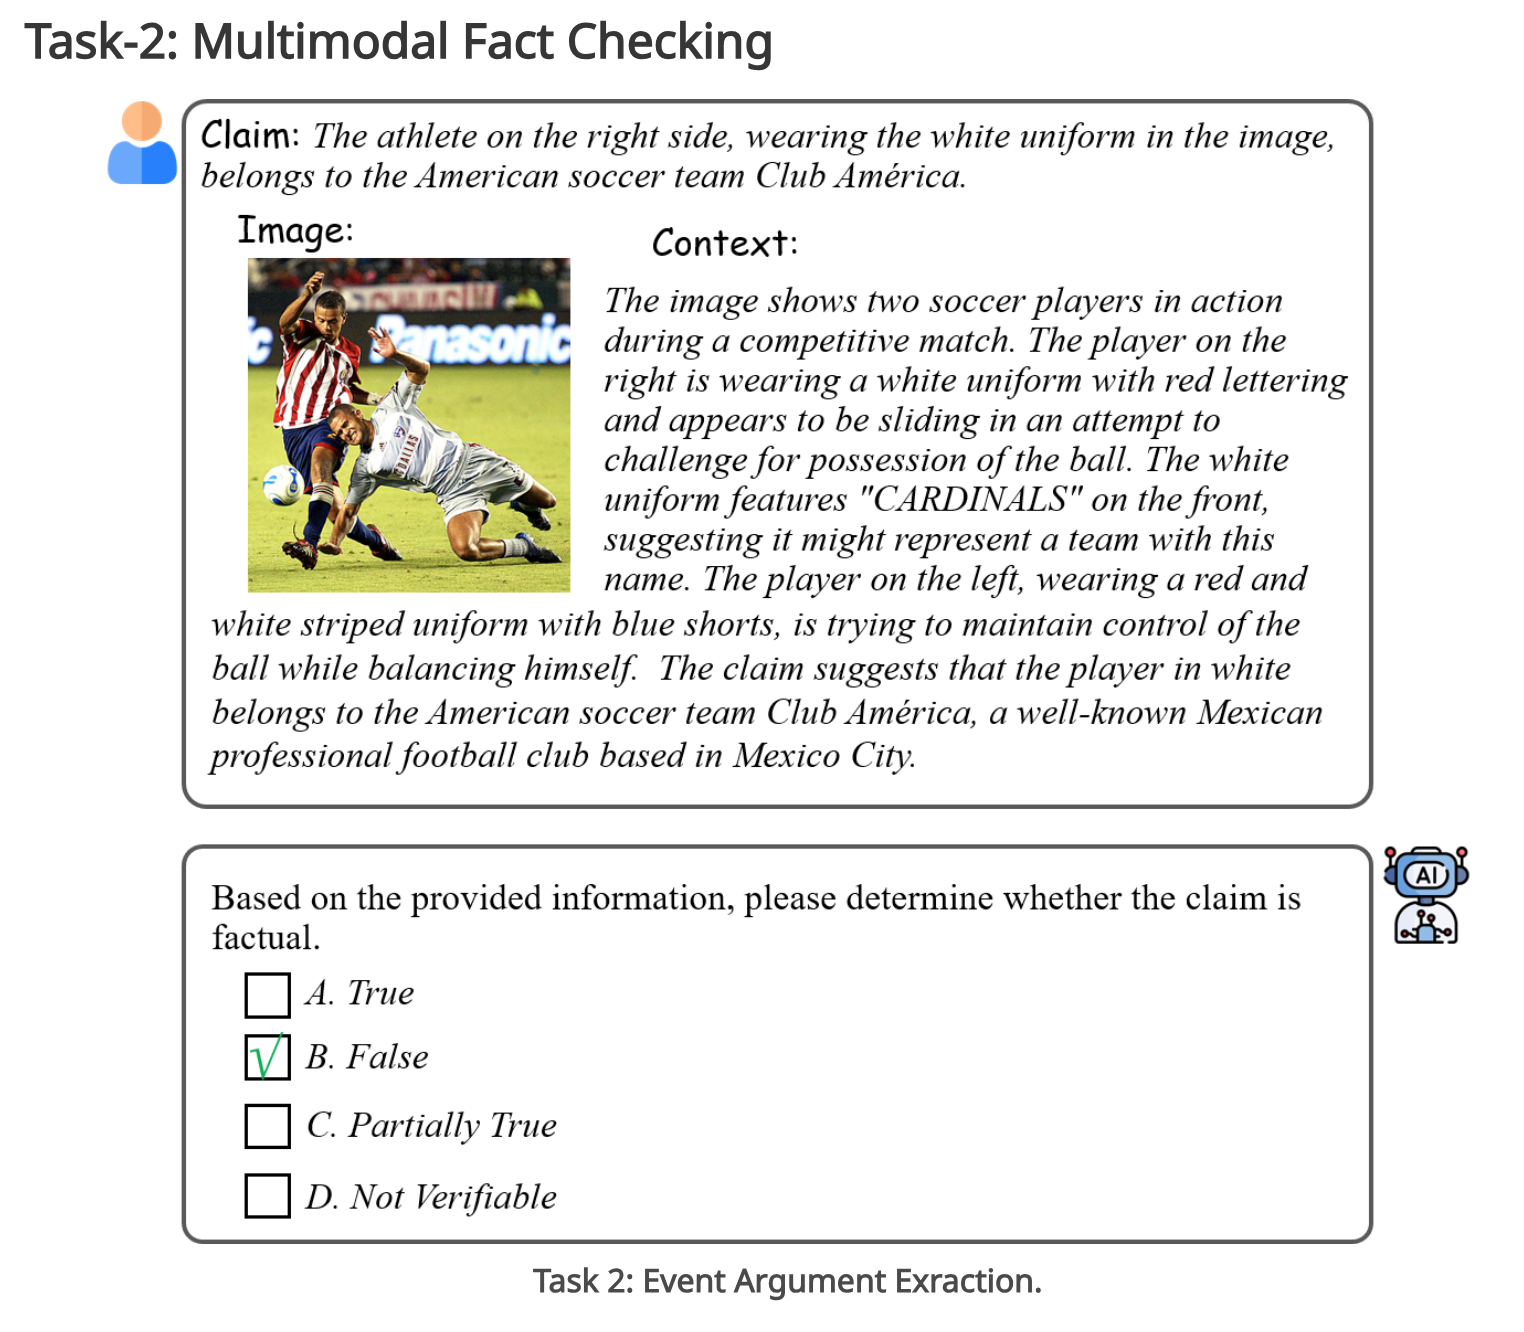 Task-2: Multimodal Fact Checking
Claim: The athlete on the right side, wearing the white uniform in the image,
belongs to the American soccer team Club América.
Image:
Context:
Panasonic
DALLAS
The image shows two soccer players in action
during a competitive match. The player on the
right is wearing a white uniform with red lettering
and appears to be sliding in an attempt to
challenge for possession of the ball. The white
uniform features "CARDINALS" on the front,
suggesting it might represent a team with this
name. The player on the left, wearing a red and
white striped uniform with blue shorts, is trying to maintain control of the
ball while balancing himself. The claim suggests that the player in white
belongs to the American soccer team Club América, a well-known Mexican
professional football club based in Mexico City.
AI
Based on the provided information, please determine whether the claim is
factual.
A. True
B. False
C. Partially True
D. Not Verifiable
Task 2: Event Argument Exraction.